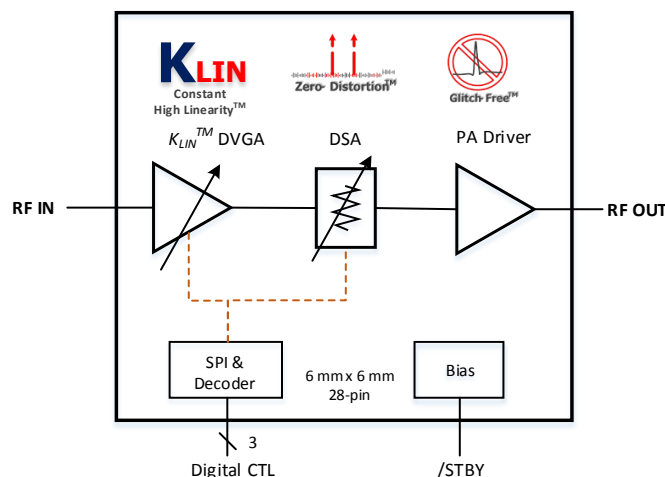 KLIN
Constant
High Linearity™
Zero- Distortion™
Glitch-Free™
KLIN™ DVGA
DSA
PA Driver
RF IN
RF OUT
SPI &
Decoder
6 mm x 6 mm
28-pin
Bias
3
Digital CTL
/STBY